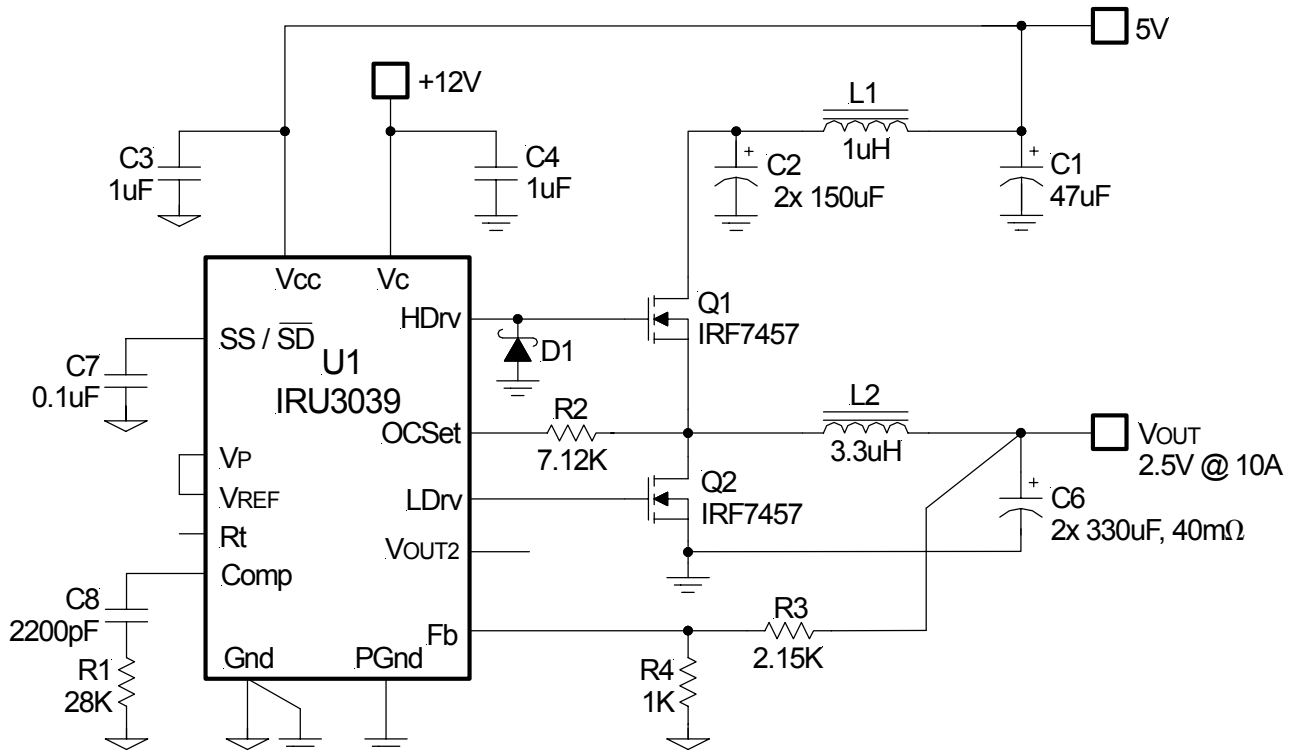 5V
+12V
L1
1uH
C3
1uF
C4
1uF
C2
2x 150uF
C1
47uF
Vcc
Vc
HDrv
Q1
IRF7457
SS / SD
U1
IRU3039
D1
C7
0.1uF
OCSet
R2
7.12K
L2
3.3uH
VOUT
2.5V @ 10A
VP
VREF
LDrv
Q2
IRF7457
C6
2x 330uF, 40mΩ
Rt
VOUT2
Comp
C8
2200pF
Fb
R3
2.15K
R1
28K
Gnd
PGnd
R4
1K